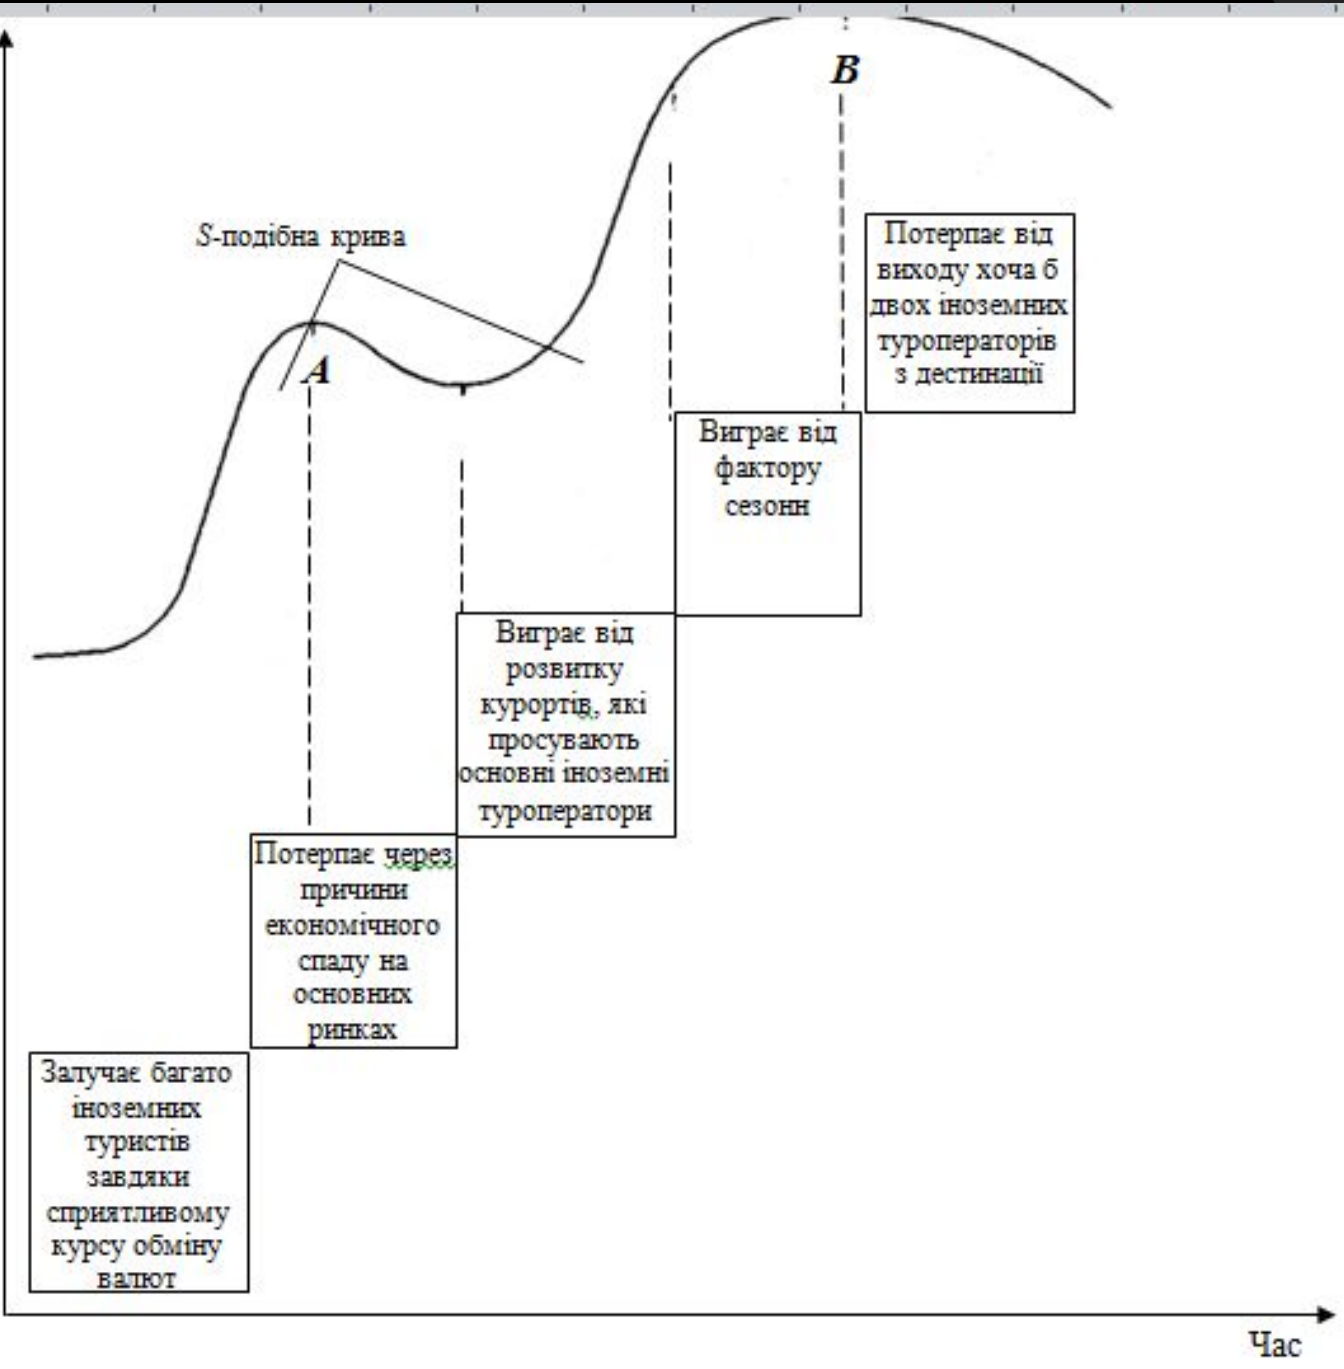 B
S-подібна крива
A
Потерпає від
виходу хоча б
двох іноземних
туроператорів
з дестинації
Виграє від
фактору
сезонн
Виграє від
розвитку
курортів, які
просувають
основні іноземні
туроператори
Потерпає через
причини
економічного
спаду на
основних
ринках
Залучає багато
іноземних
туристів
завдяки
сприятливому
курсу обміну
валют
Час